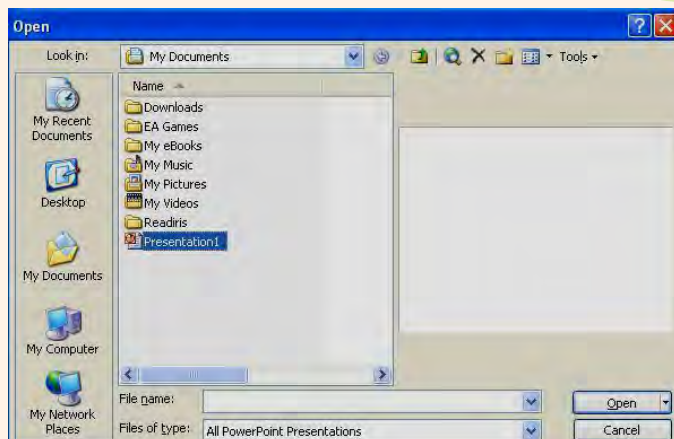 Open
Look in:
My Documents
Tools
My Recent
Documents
Desktop
My Documents
My Computer
My Network
Places
Name
Downloads
EA Games
My eBooks
My Music
My Pictures
My Videos
Readiris
Presentation1
File name:
Open
Files of type:
All PowerPoint Presentations
Cancel